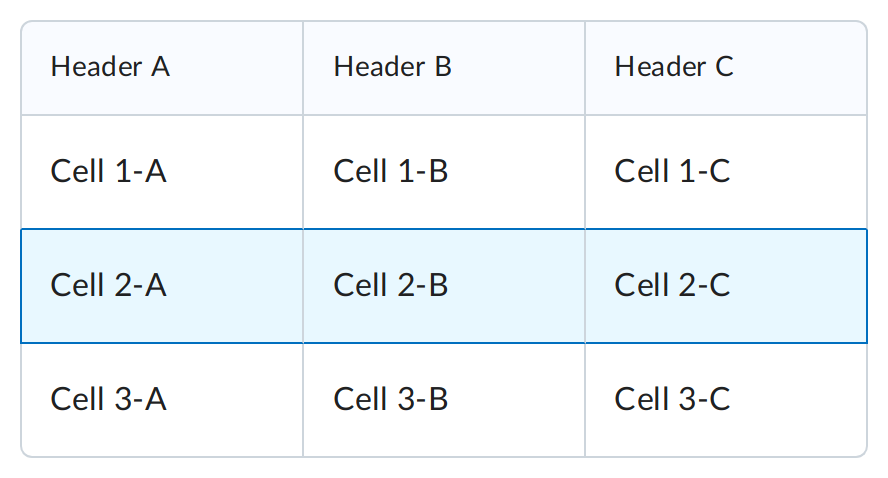 Header A Header B Header C
Cell 1-A Cell 1-B Cell 1-C
Cell 2-A Cell 2-B Cell 2-C
Cell 3-A Cell 3-B Cell 3-C